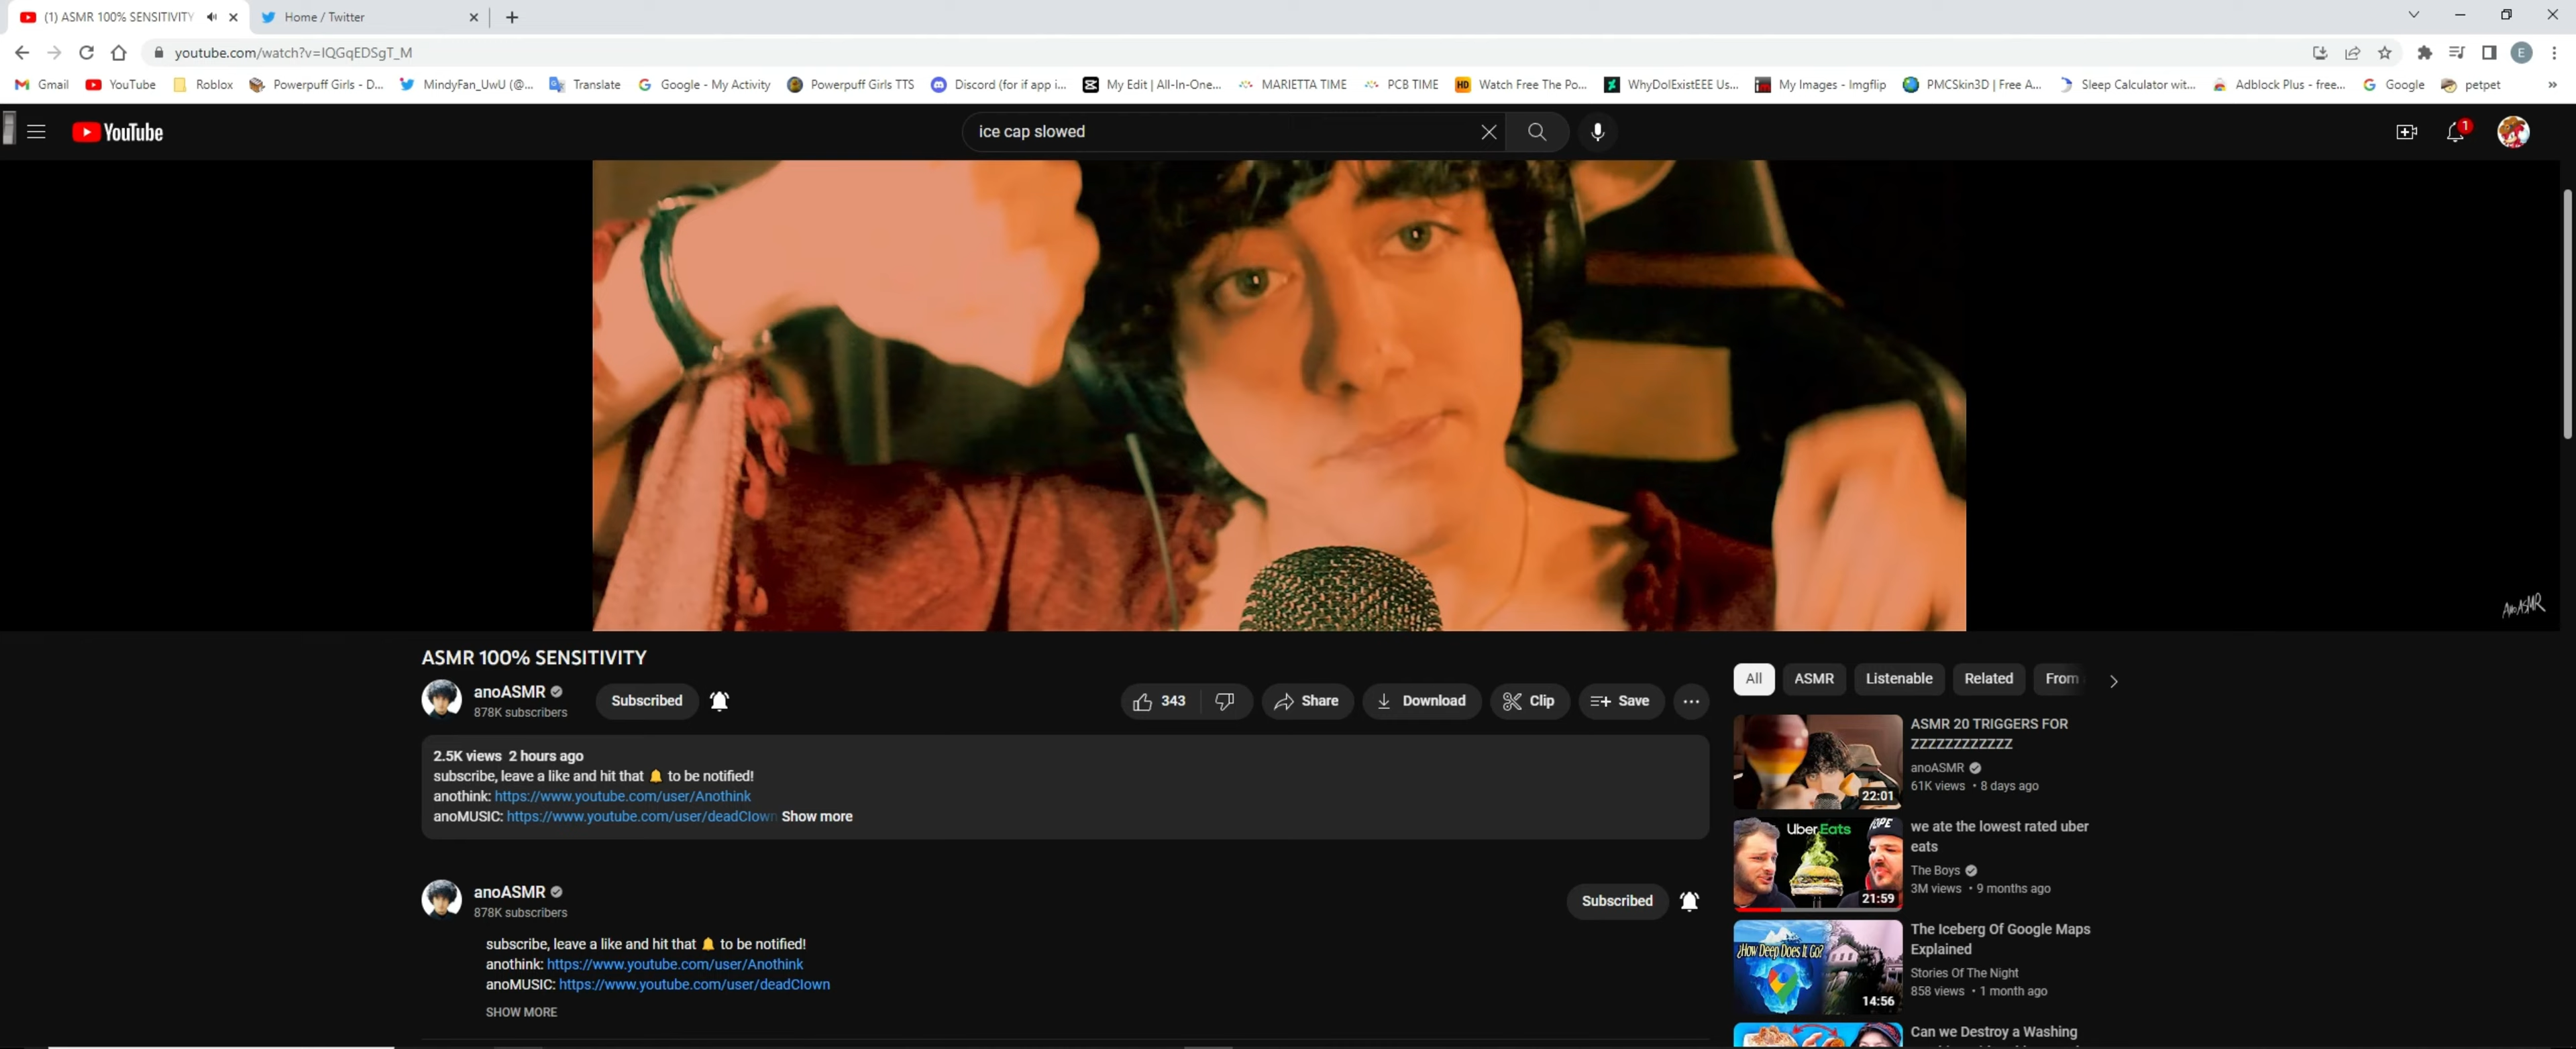 (1) ASMR 100% SENSITIVITY
Home / Twitter
youtube.com/watch?v=IQGqEDSgT_M
Gmail
YouTube
Roblox
Powerpuff Girls - D...
MindyFan_UwU (@...
Translate
Google - My Activity
Powerpuff Girls TTS
Discord (for if app i...
My Edit | All-In-One...
MARIETTA TIME
PCB TIME
Watch Free The Po...
WhyDoIExistEEE Us...
My Images - Imgflip
PMCSkin3D | Free A...
Sleep Calculator wit...
Adblock Plus - free...
Google
petpet
YouTube
ice cap slowed
1
AnoASMR
ASMR 100% SENSITIVITY
anoASMR
878K subscribers
Subscribed
343
Share
Download
Clip
Save
2.5K views 2 hours ago
subscribe, leave a like and hit that 🔔 to be notified!
anothink: https://www.youtube.com/user/Anothink
anoMUSIC: https://www.youtube.com/user/deadCIown Show more
anoASMR
878K subscribers
Subscribed
subscribe, leave a like and hit that 🔔 to be notified!
anothink: https://www.youtube.com/user/Anothink
anoMUSIC: https://www.youtube.com/user/deadCIown
SHOW MORE
All
ASMR
Listenable
Related
From
22:01
ASMR 20 TRIGGERS FOR
ZZZZZZZZZZZZ
anoASMR
61K views • 8 days ago
Uber Eats
21:59
we ate the lowest rated uber
eats
The Boys
3M views • 9 months ago
¿How Deep Does It Go?
14:56
The Iceberg Of Google Maps
Explained
Stories Of The Night
858 views • 1 month ago
Can we Destroy a Washing